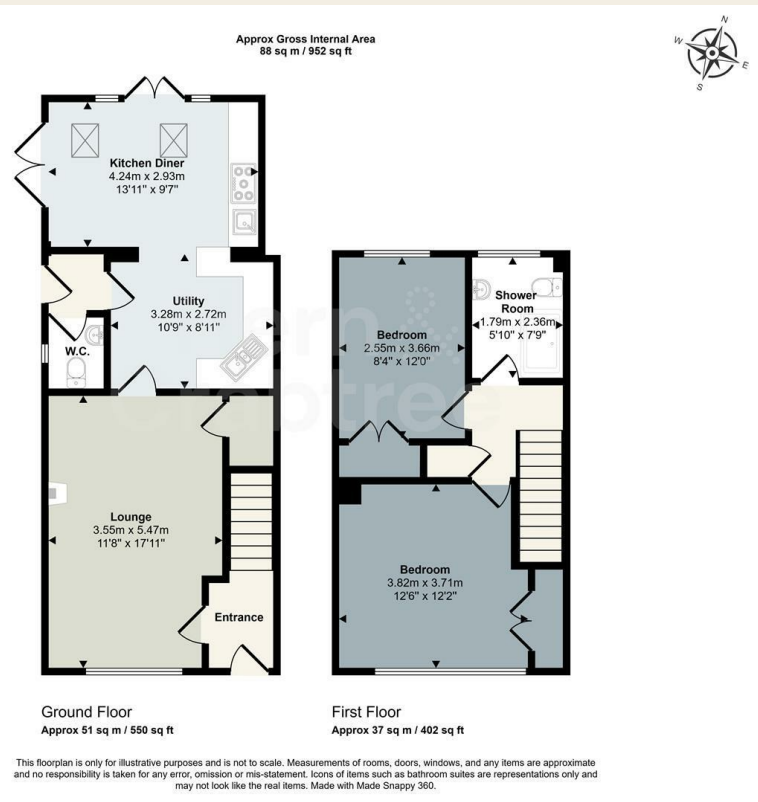 Approx Gross Internal Area
88 sq m / 952 sq ft
N
W
E
S
Kitchen Diner
4.24m x 2.93m
13'11" x 9'7"
Utility
3.28m x 2.72m
10'9" x 8'11"
W.C.
Lounge
3.55m x 5.47m
11'8" x 17'11"
Entrance
Bedroom
2.55m x 3.66m
8'4" x 12'0"
Shower
Room
1.79m x 2.36m
5'10" x 7'9"
Bedroom
3.82m x 3.71m
12'6" x 12'2"
Ground Floor
Approx 51 sq m / 550 sq ft
First Floor
Approx 37 sq m / 402 sq ft
This floorplan is only for illustrative purposes and is not to scale. Measurements of rooms, doors, windows, and any items are approximate
and no responsibility is taken for any error, omission or mis-statement. Icons of items such as bathroom suites are representations only and
may not look like the real items. Made with Made Snappy 360.